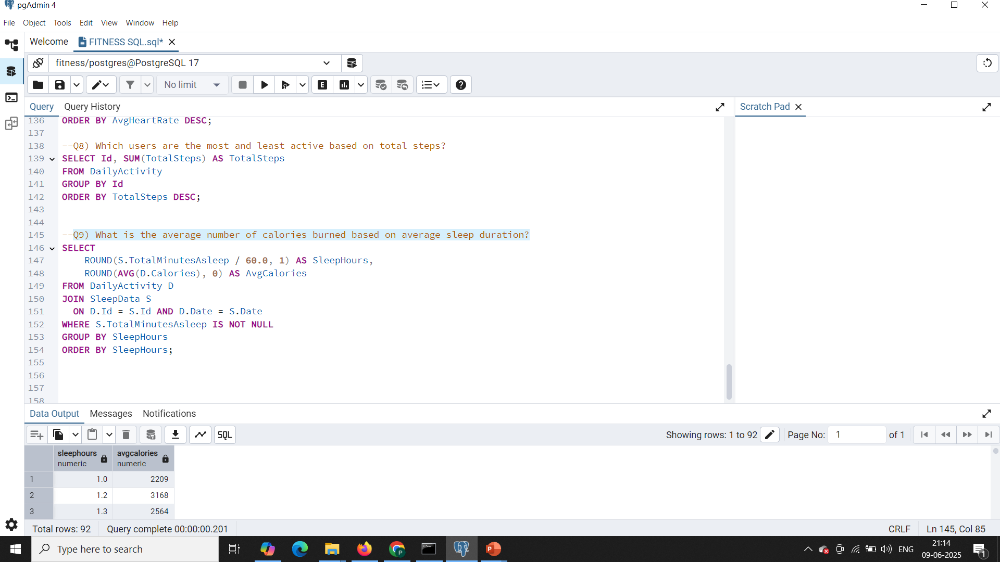 pgAdmin 4
File Object Tools Edit View Window Help
Welcome FITNESS SQL.sql*
fitness/postgres@PostgreSQL 17
No limit
E
Query Query History
Scratch Pad
136 ORDER BY AvgHeartRate DESC;
137
138 --Q8) Which users are the most and least active based on total steps?
139 SELECT Id, SUM(TotalSteps) AS TotalSteps
140 FROM DailyActivity
141 GROUP BY Id
142 ORDER BY TotalSteps DESC;
143
144
145 --Q9) What is the average number of calories burned based on average sleep duration?
146 SELECT
147 ROUND(S.TotalMinutesAsleep / 60.0, 1) AS SleepHours,
148 ROUND(AVG(D.Calories), 0) AS AvgCalories
149 FROM DailyActivity D
150 JOIN SleepData S
151 ON D.Id = S.Id AND D.Date = S.Date
152 WHERE S.TotalMinutesAsleep IS NOT NULL
153 GROUP BY SleepHours
154 ORDER BY SleepHours;
155
156
157
158
Data Output Messages Notifications
SQL
Showing rows: 1 to 92 Page No: 1 of 1
sleephours numeric avgcalories numeric
1 1.0 2209
2 1.2 3168
3 1.3 2564
Total rows: 92 Query complete 00:00:00.201 CRLF Ln 145, Col 85
Type here to search
P
P
ENG
21:14
09-06-2025
1